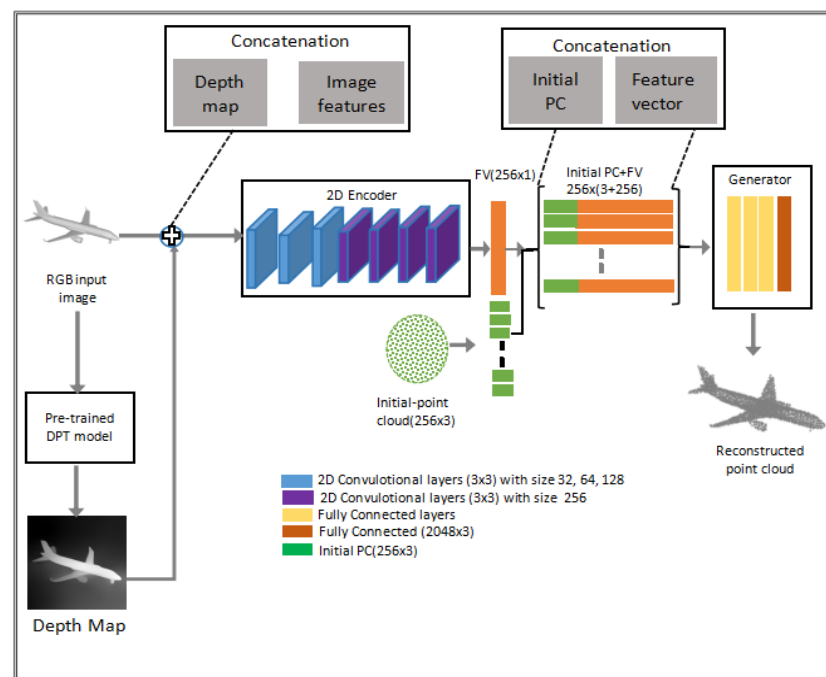 Concatenation
Depth
map
Image
features
Concatenation
Initial
PC
Feature
vector
2D Encoder
FV(256x1)
Initial PC+FV
256x(3+256)
Generator
RGB input
image
Initial-point
cloud(256x3)
Pre-trained
DPT model
Reconstructed
point cloud
2D Convulotional layers (3x3) with size 32, 64, 128
2D Convulotional layers (3x3) with size 256
Fully Connected layers
Fully Connected (2048x3)
Initial PC(256x3)
Depth Map